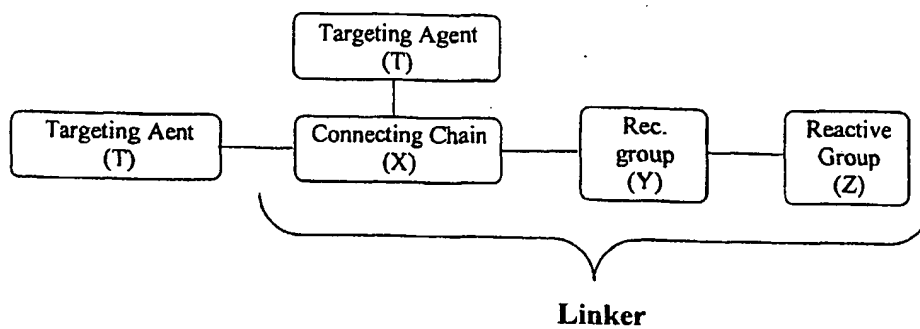 Targeting Agent
(T)
Targeting Aent
(T)
Connecting Chain
(X)
Rec.
group
(Y)
Reactive
Group
(Z)
Linker